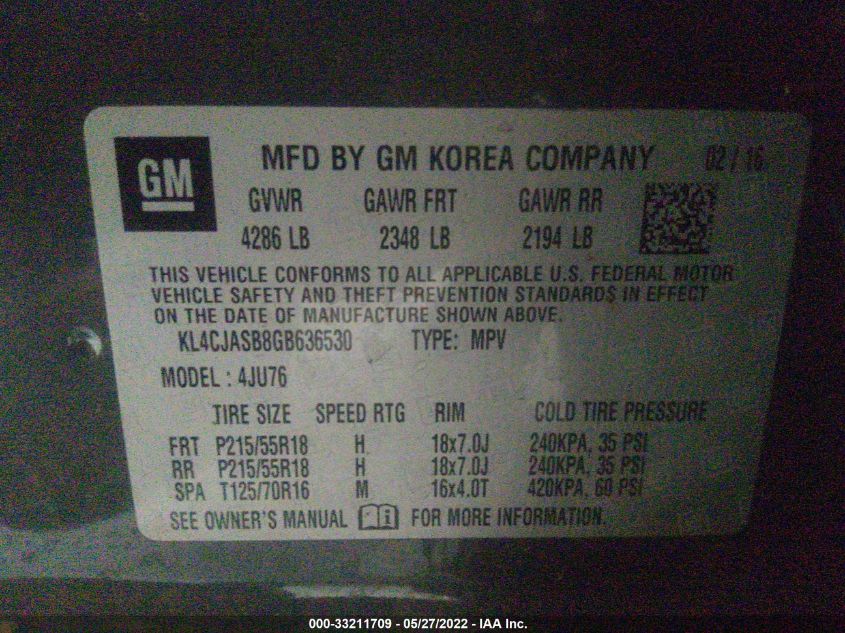 GM
MFD BY GM KOREA COMPANY 02 / 16
GVWR GAWR FRT GAWR RR
4286 LB 2348 LB 2194 LB
THIS VEHICLE CONFORMS TO ALL APPLICABLE U.S. FEDERAL MOTOR
VEHICLE SAFETY AND THEFT PREVENTION STANDARDS IN EFFECT
ON THE DATE OF MANUFACTURE SHOWN ABOVE.
KL4CJASB8GB636530 TYPE: MPV
MODEL : 4JU76
TIRE SIZE SPEED RTG RIM COLD TIRE PRESSURE
FRT P215/55R18 H 18x7.0J 240KPA, 35 PSI
RR P215/55R18 H 18x7.0J 240KPA, 35 PSI
SPA T125/70R16 M 16x4.0T 420KPA, 60 PSI
SEE OWNER'S MANUAL i FOR MORE INFORMATION.
000-33211709 - 05/27/2022 - IAA Inc.